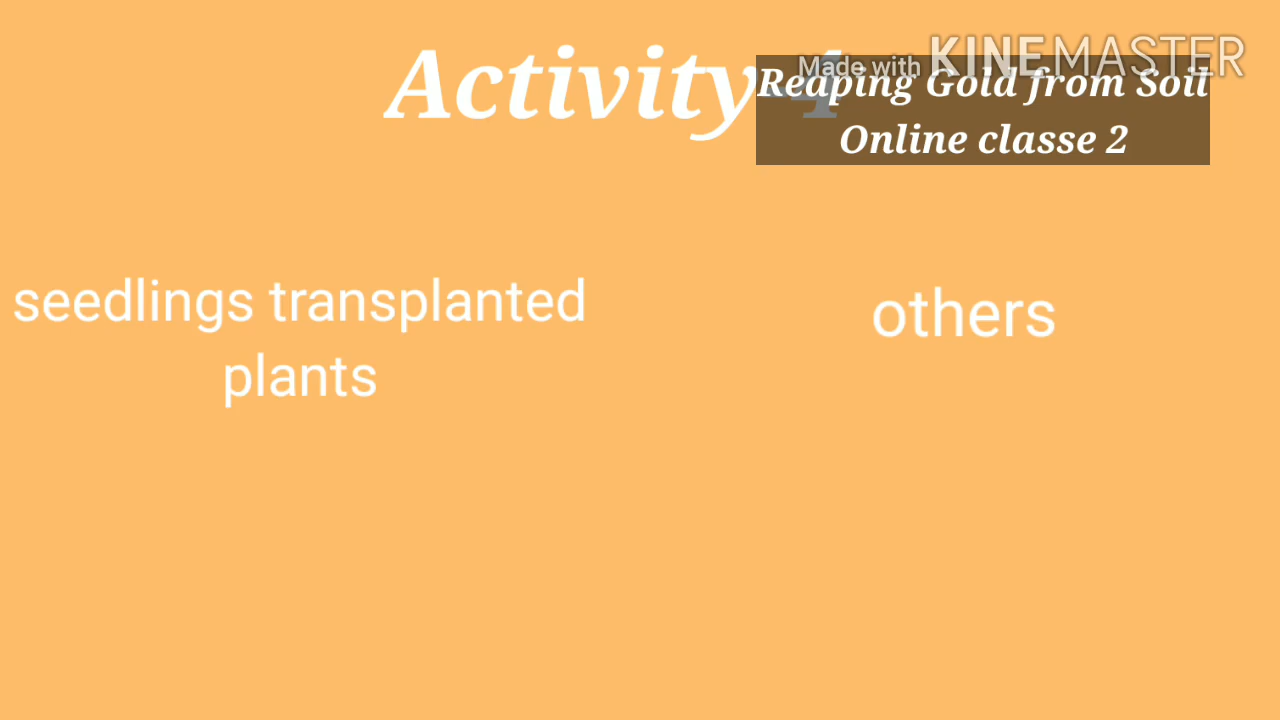 Activity 4
Made with KINEMASTER
Reaping Gold from Soil
Online classe 2
seedlings transplanted
plants
others